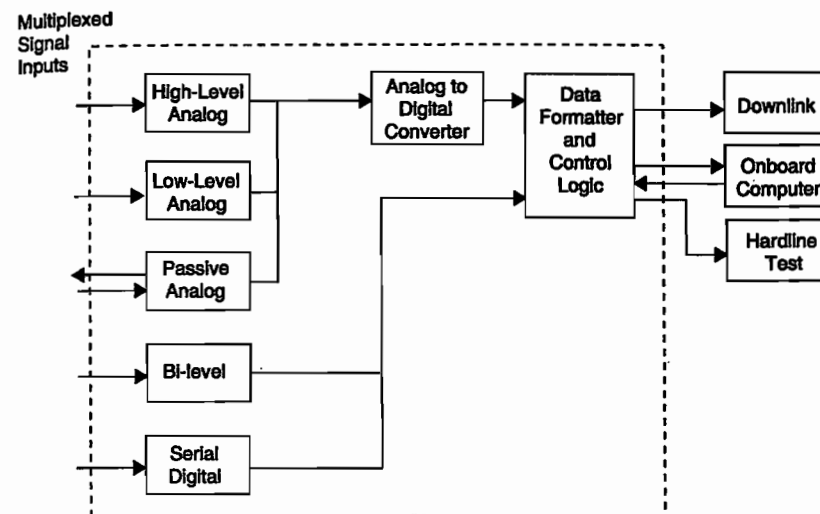 Multiplexed
Signal
Inputs
High-Level
Analog
Low-Level
Analog
Passive
Analog
Bi-level
Serial
Digital
Analog to
Digital
Converter
Data
Formatter
and
Control
Logic
Downlink
Onboard
Computer
Hardline
Test